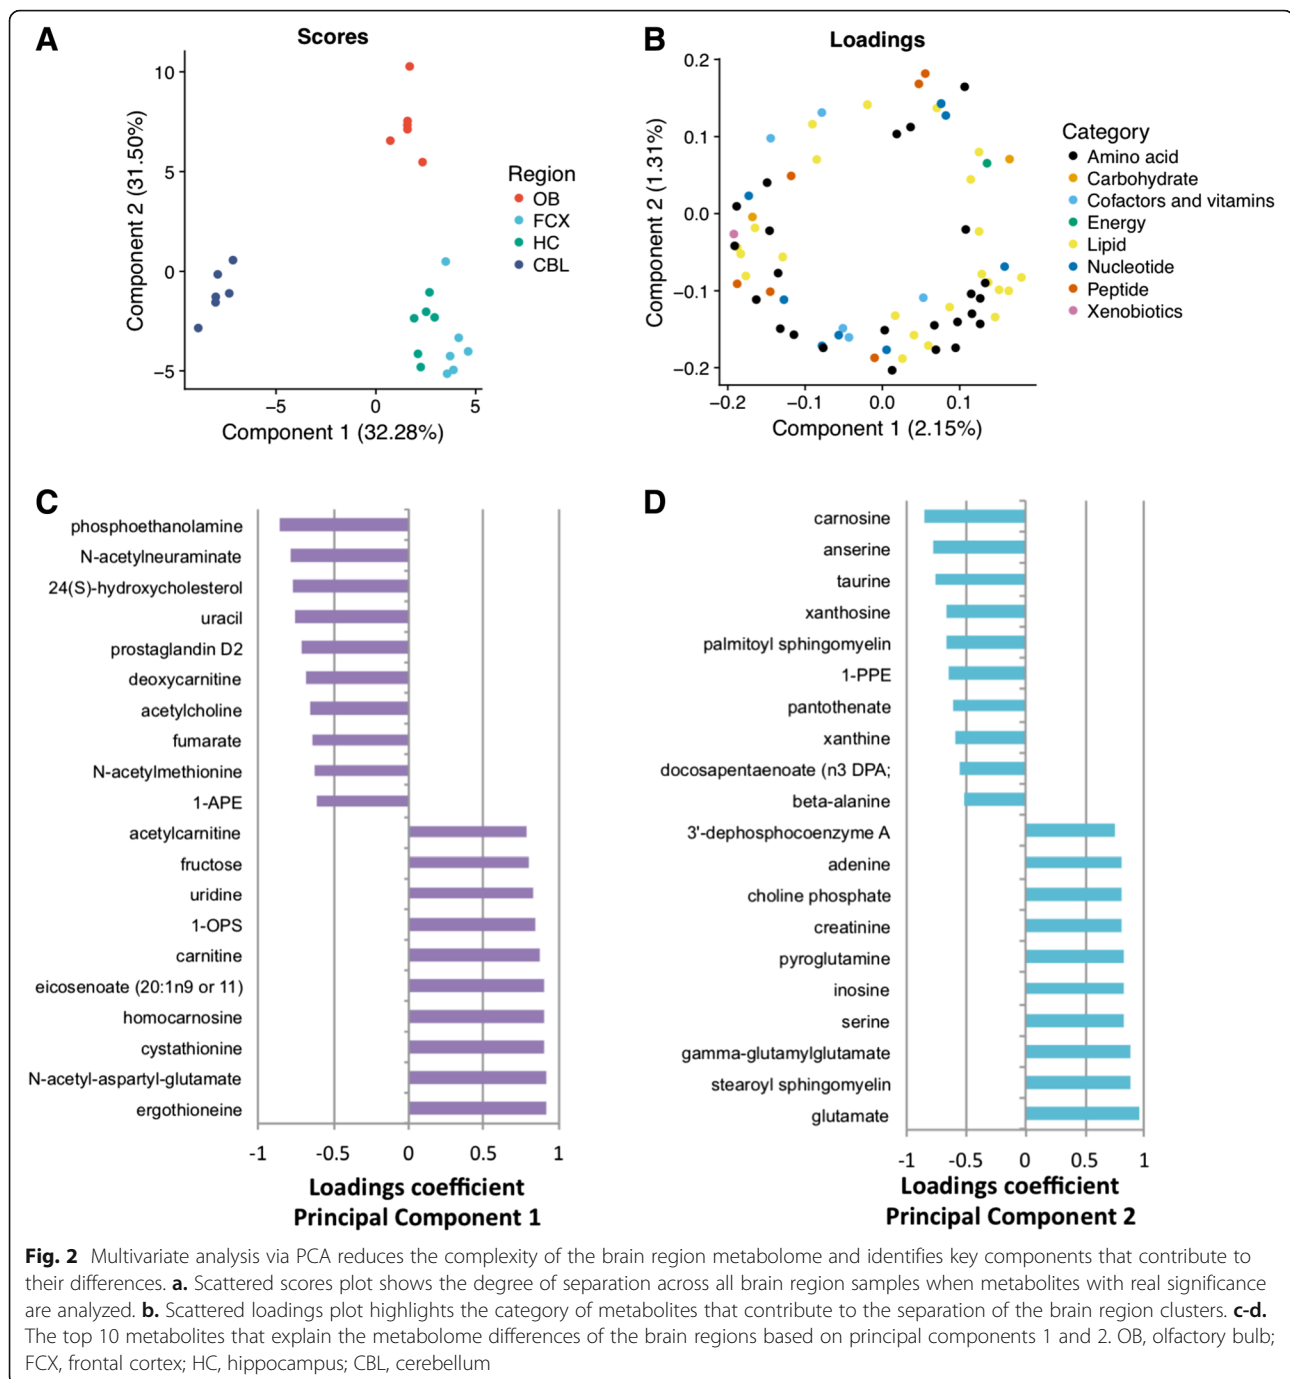 A
Scores
10
5
0
−5
−5
0
5
Component 2 (31.50%)
Component 1 (32.28%)
Region
OB
FCX
HC
CBL
B
Loadings
0.2
0.1
0.0
−0.1
−0.2
−0.2
−0.1
0.0
0.1
Component 2 (1.31%)
Component 1 (2.15%)
Category
Amino acid
Carbohydrate
Cofactors and vitamins
Energy
Lipid
Nucleotide
Peptide
Xenobiotics
C
phosphoethanolamine
N-acetylneuraminate
24(S)-hydroxycholesterol
uracil
prostaglandin D2
deoxycarnitine
acetylcholine
fumarate
N-acetylmethionine
1-APE
acetylcarnitine
fructose
uridine
1-OPS
carnitine
eicosenoate (20:1n9 or 11)
homocarnosine
cystathionine
N-acetyl-aspartyl-glutamate
ergothioneine
-1
-0.5
0
0.5
1
Loadings coefficient
Principal Component 1
D
carnosine
anserine
taurine
xanthosine
palmitoyl sphingomyelin
1-PPE
pantothenate
xanthine
docosapentaenoate (n3 DPA;
beta-alanine
3'-dephosphocoenzyme A
adenine
choline phosphate
creatinine
pyroglutamine
inosine
serine
gamma-glutamylglutamate
stearoyl sphingomyelin
glutamate
-1
-0.5
0
0.5
1
Loadings coefficient
Principal Component 2
Fig. 2 Multivariate analysis via PCA reduces the complexity of the brain region metabolome and identifies key components that contribute to
their differences. a. Scattered scores plot shows the degree of separation across all brain region samples when metabolites with real significance
are analyzed. b. Scattered loadings plot highlights the category of metabolites that contribute to the separation of the brain region clusters. c-d.
The top 10 metabolites that explain the metabolome differences of the brain regions based on principal components 1 and 2. OB, olfactory bulb;
FCX, frontal cortex; HC, hippocampus; CBL, cerebellum